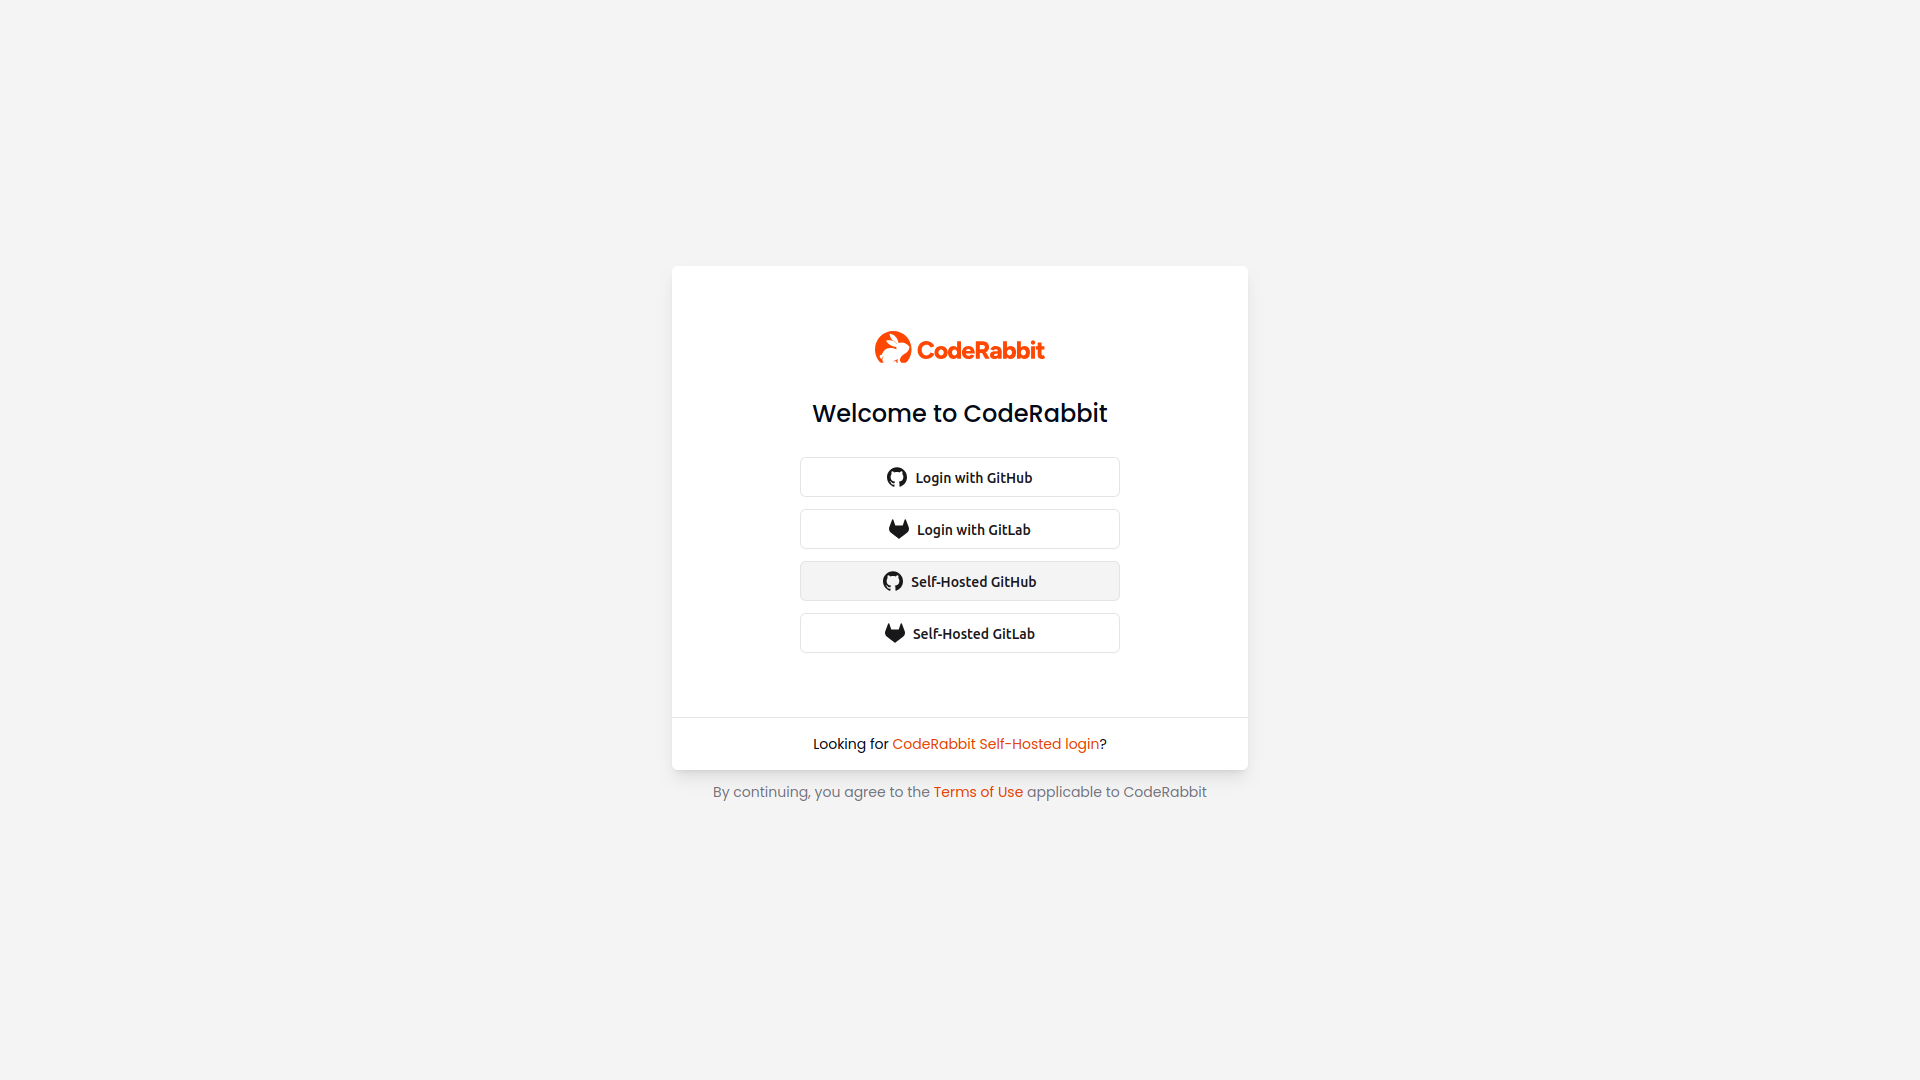 CodeRabbit
Welcome to CodeRabbit
Login with GitHub
Login with GitLab
Self-Hosted GitHub
Self-Hosted GitLab
Looking for CodeRabbit Self-Hosted login?
By continuing, you agree to the Terms of Use applicable to CodeRabbit